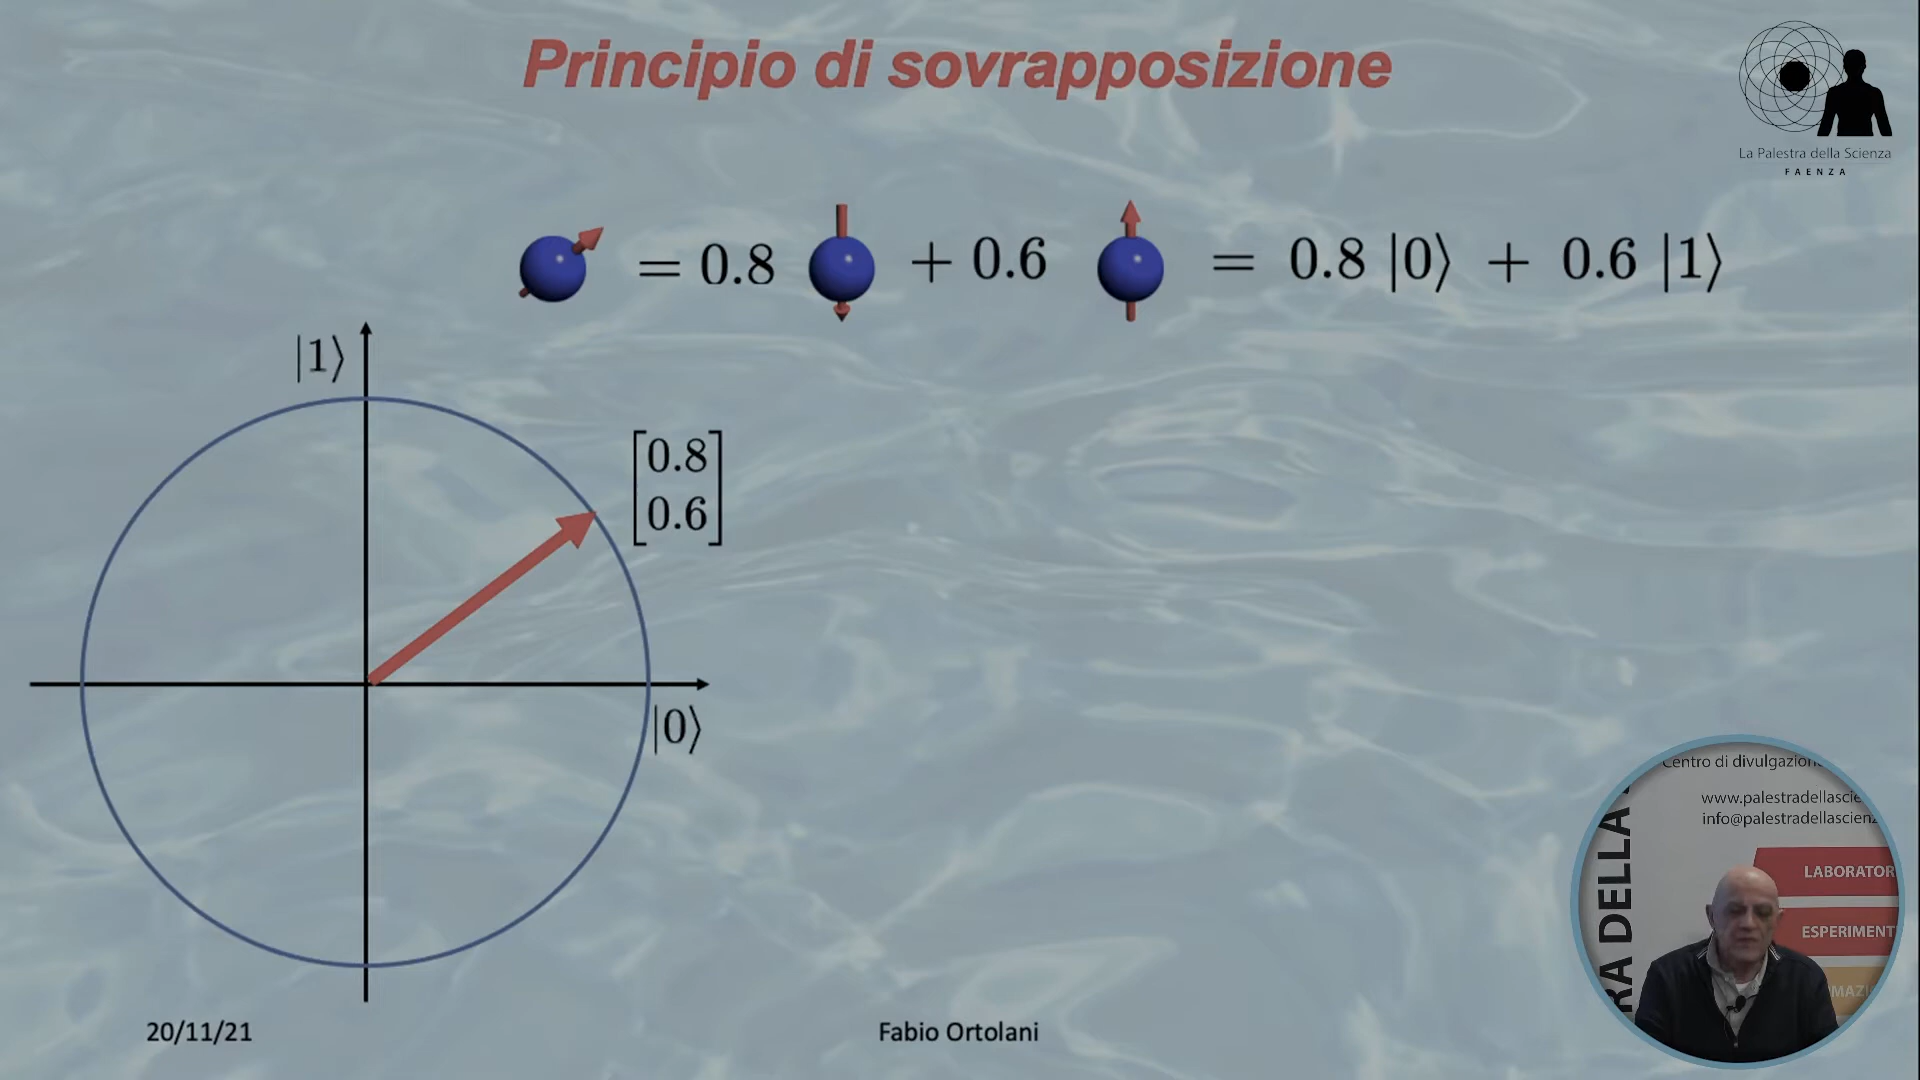 Principio di sovrapposizione
La Palestra della Scienza
FAENZA
= 0.8 + 0.6 = 0.8 |0⟩ + 0.6 |1⟩
|1⟩
0.8
0.6
|0⟩
Centro di divulgazion
www.palestradellascie
info@palestradellascienz
RA DELLA
LABORATOR
ESPERIMENT
MAZI
20/11/21
Fabio Ortolani